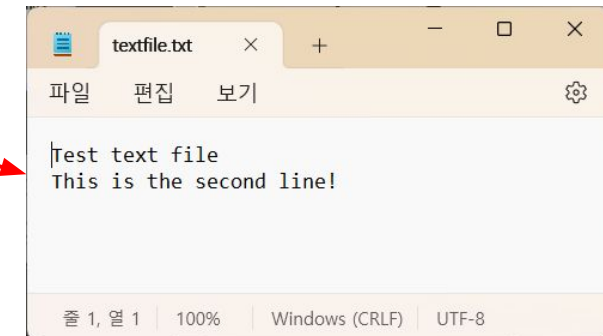 textfile.txt
파일 편집 보기
Test text file
This is the second line!
줄 1, 열 1 100% Windows (CRLF) UTF-8